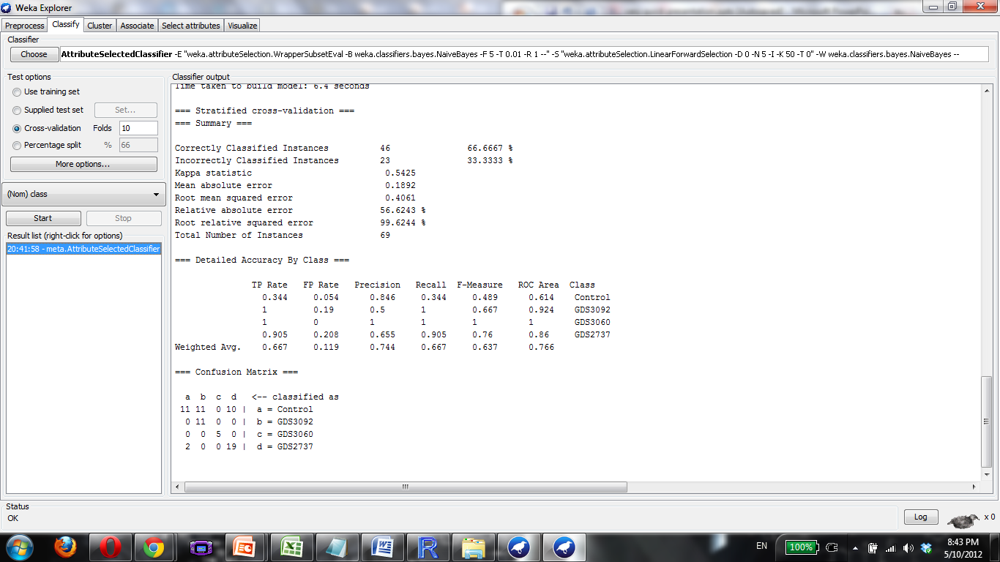 Weka Explorer
Preprocess Classify Cluster Associate Select attributes Visualize
Classifier
Choose AttributeSelectedClassifier -E "weka.attributeSelection.WrapperSubsetEval -B weka.classifiers.bayes.NaiveBayes -F 5 -T 0.01 -R 1 --" -S "weka.attributeSelection.LinearForwardSelection -D 0 -N 5 -I -K 50 -T 0" -W weka.classifiers.bayes.NaiveBayes --
Test options
Use training set
Supplied test set Set...
Cross-validation Folds 10
Percentage split % 66
More options...
(Nom) class
Start Stop
Result list (right-click for options)
20:41:58 - meta.AttributeSelectedClassifier
Classifier output
Time taken to build model: 6.4 seconds
=== Stratified cross-validation ===
=== Summary ===
Correctly Classified Instances 46 66.6667 %
Incorrectly Classified Instances 23 33.3333 %
Kappa statistic 0.5425
Mean absolute error 0.1892
Root mean squared error 0.4061
Relative absolute error 56.6243 %
Root relative squared error 99.6244 %
Total Number of Instances 69
=== Detailed Accuracy By Class ===
TP Rate FP Rate Precision Recall F-Measure ROC Area Class
0.344 0.054 0.846 0.344 0.489 0.614 Control
1 0.19 0.5 1 0.667 0.924 GDS3092
1 0 1 1 1 1 GDS3060
0.905 0.208 0.655 0.905 0.76 0.86 GDS2737
Weighted Avg. 0.667 0.119 0.744 0.667 0.637 0.766
=== Confusion Matrix ===
a b c d <-- classified as
11 11 0 10 | a = Control
0 11 0 0 | b = GDS3092
0 0 5 0 | c = GDS3060
2 0 0 19 | d = GDS2737
Status
OK
Log x 0
EN 100% 8:43 PM
5/10/2012